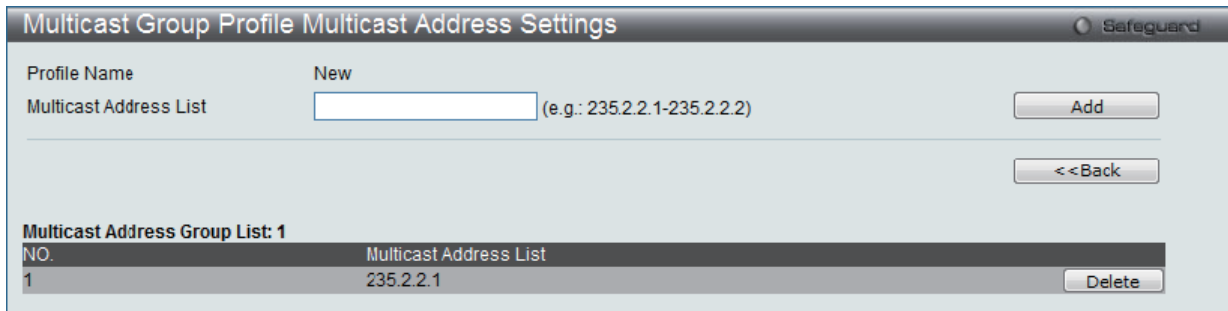 Multicast Group Profile Multicast Address Settings Safeguard
Profile Name New
Multicast Address List (e.g.: 235.2.2.1-235.2.2.2) Add
<<Back
Multicast Address Group List: 1
NO. Multicast Address List
1 235.2.2.1 Delete